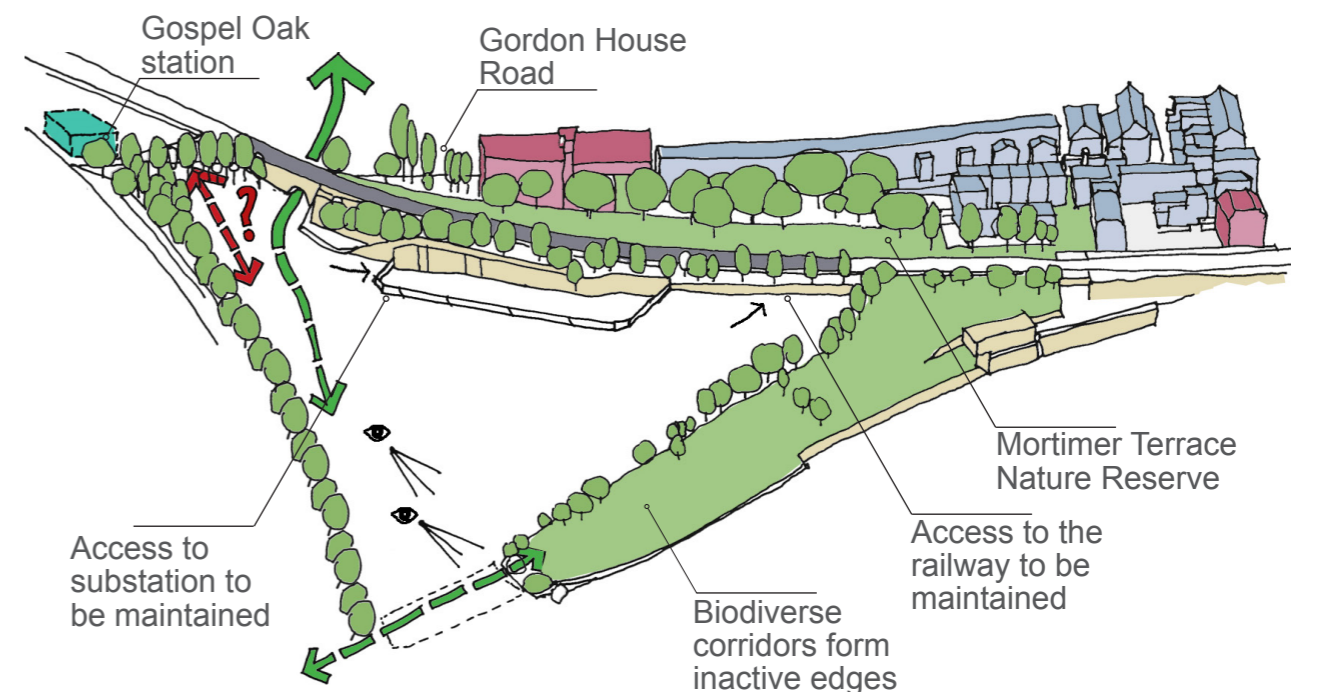 Gospel Oak
station
Gordon House
Road
?
Mortimer Terrace
Nature Reserve
Access to
substation to
be maintained
Access to the
railway to be
maintained
Biodiverse
corridors form
inactive edges